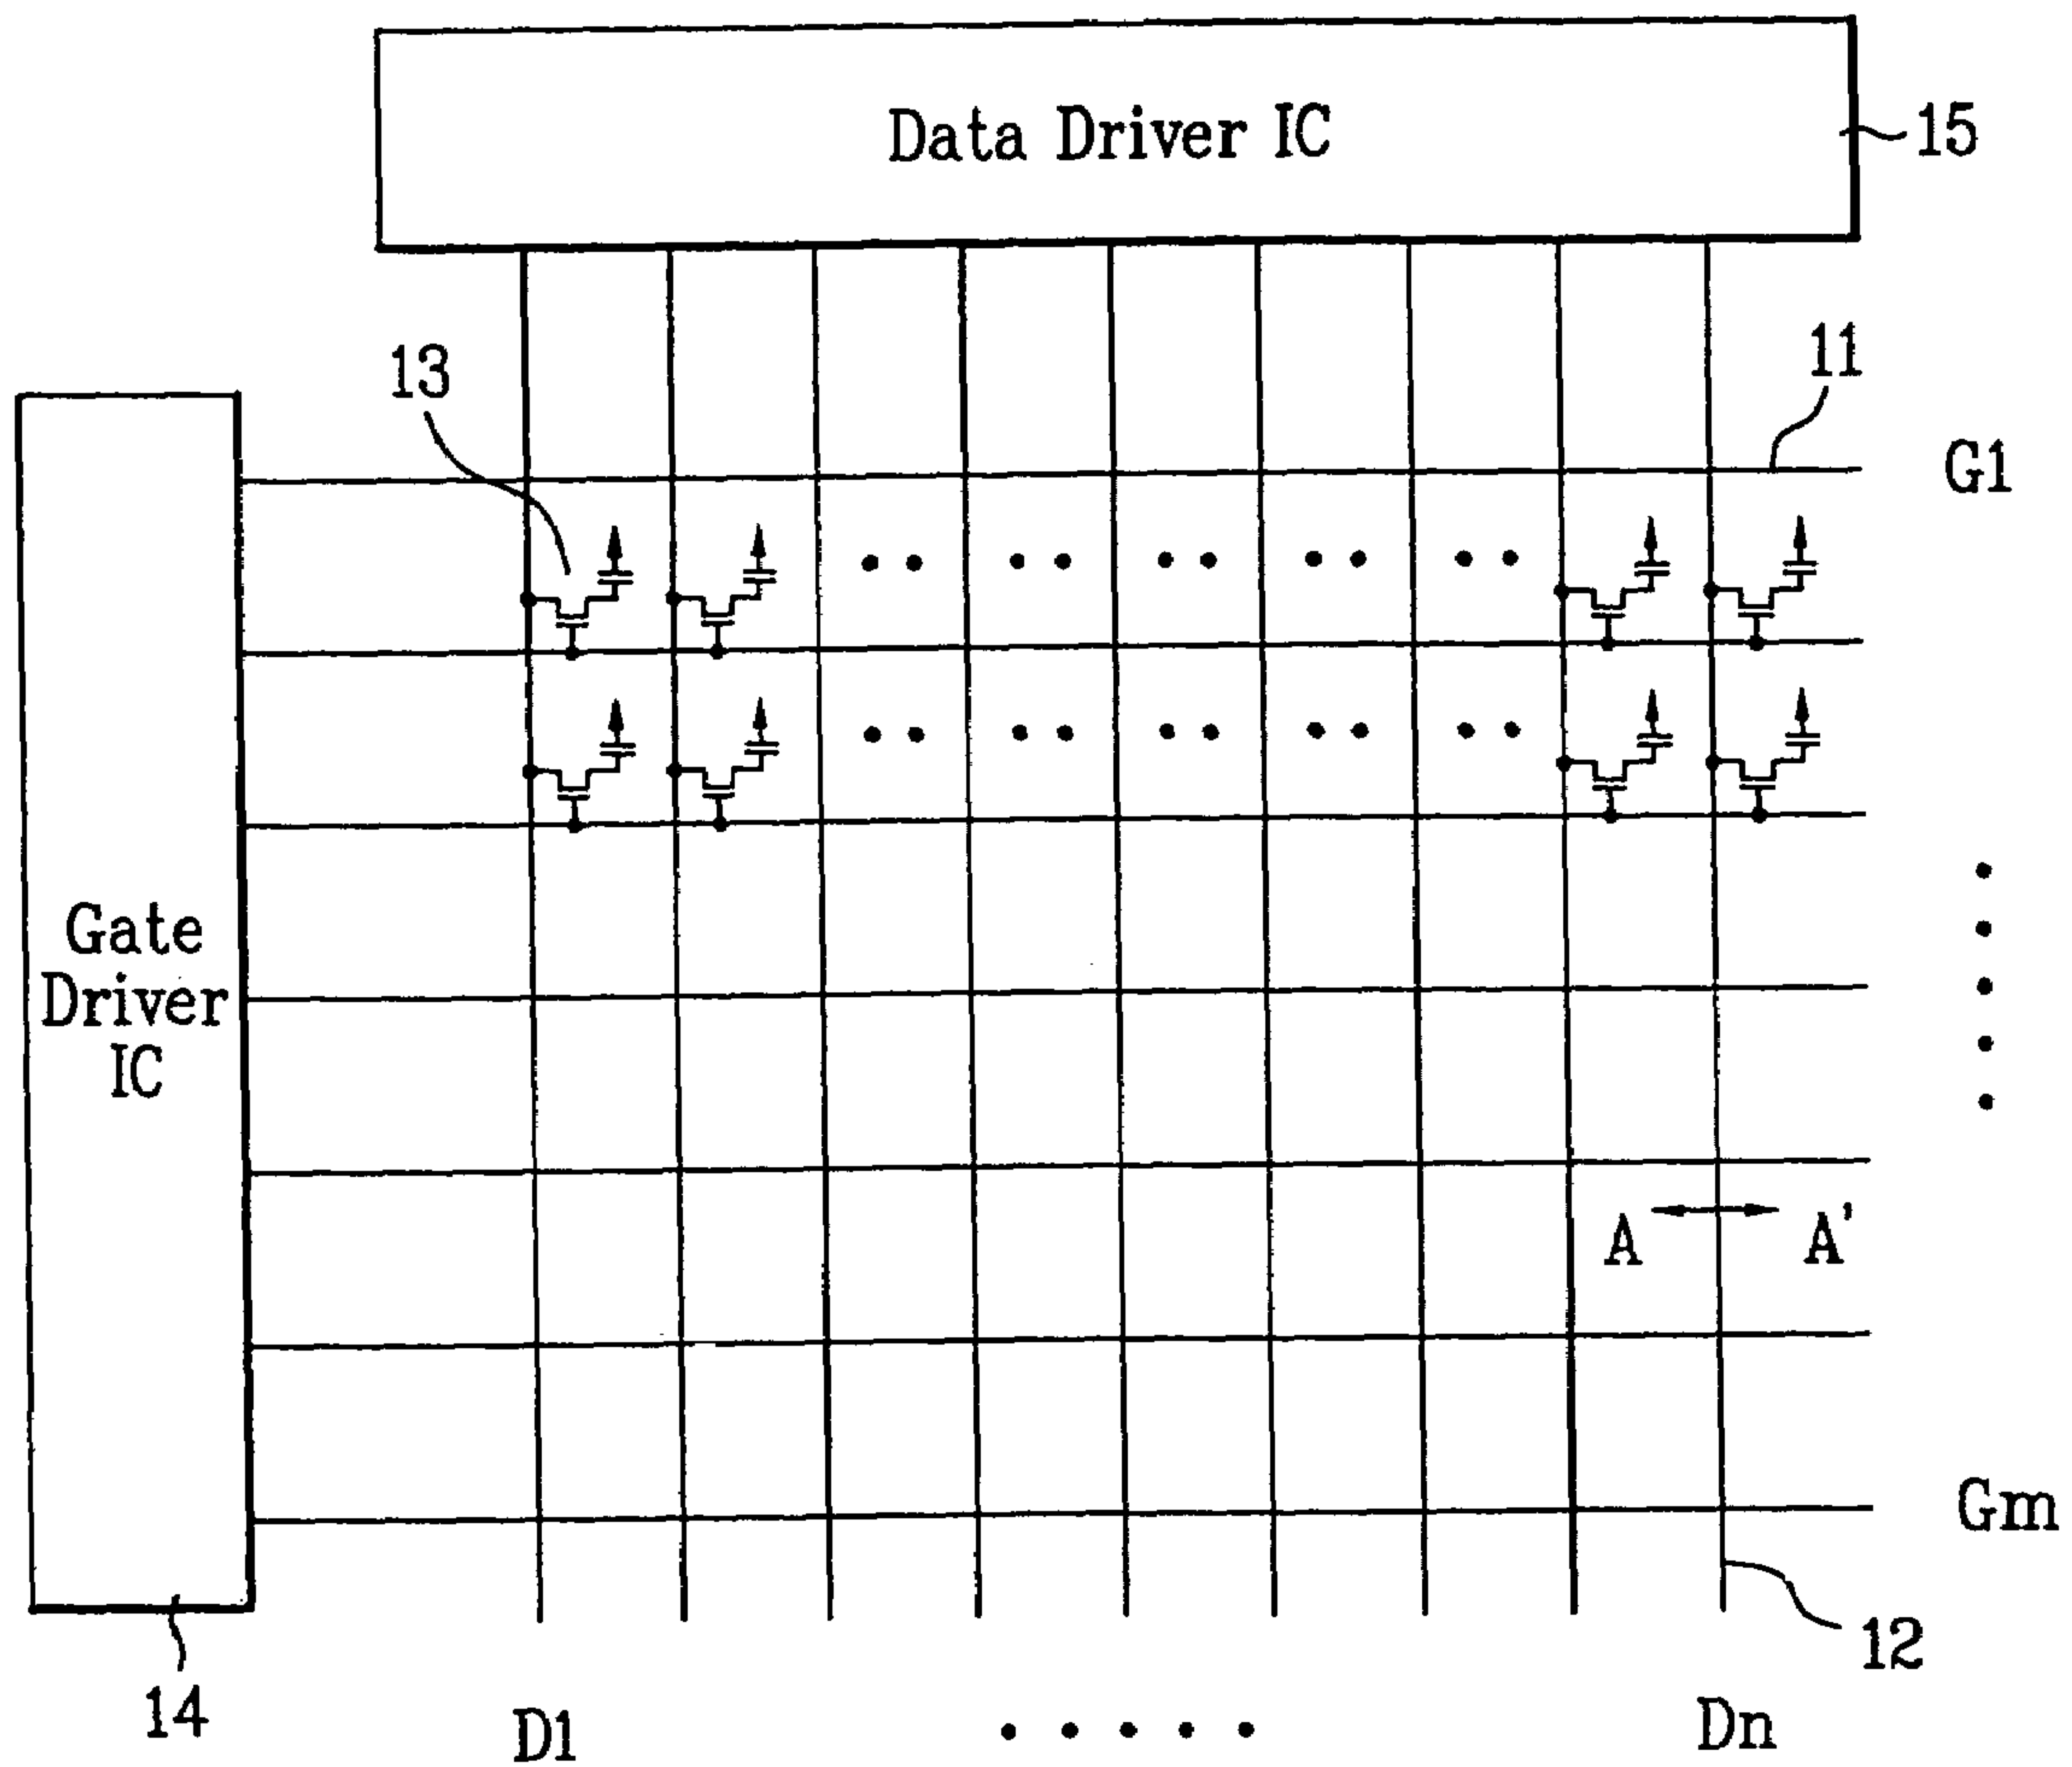 Data Driver IC
15
13
11
G1
Gate
Driver
IC
A
A'
Gm
12
14
D1
Dn